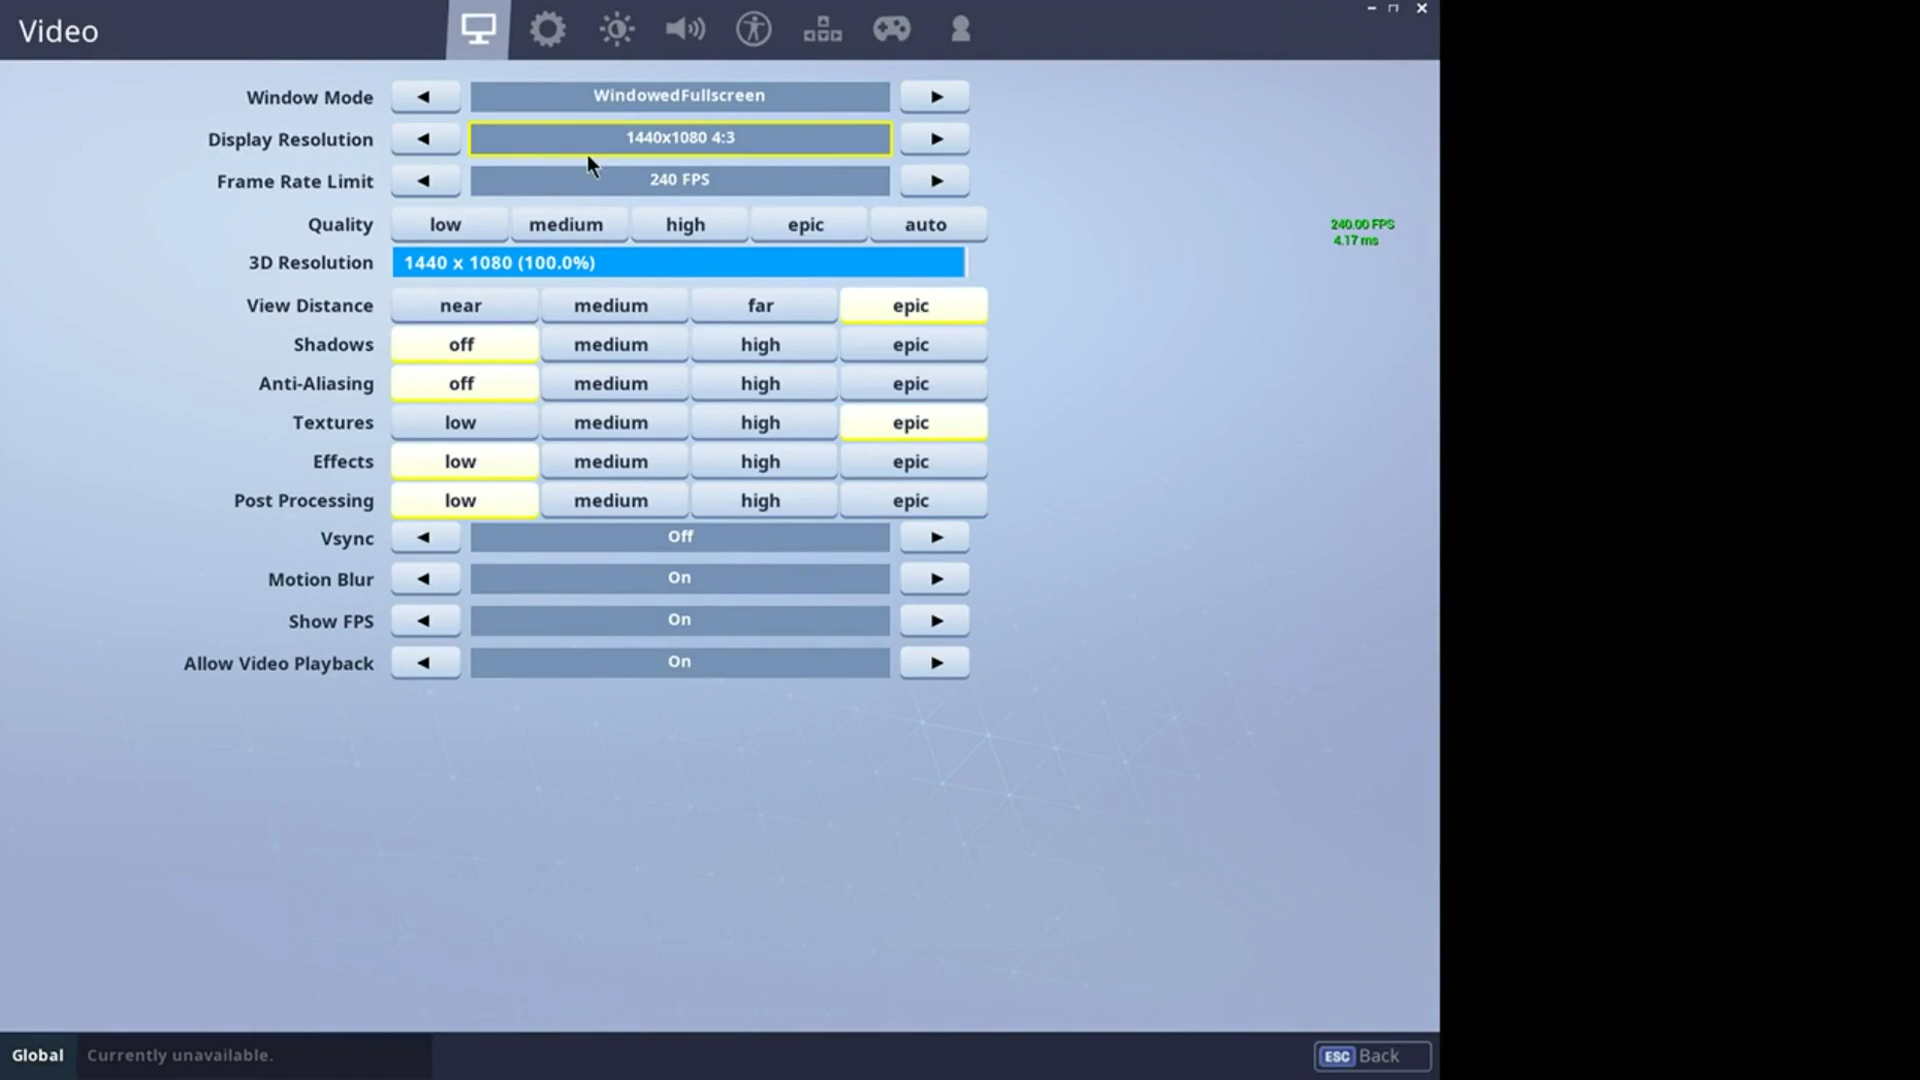 Video
Window Mode WindowedFullscreen
Display Resolution 1440x1080 4:3
Frame Rate Limit 240 FPS
Quality low medium high epic auto
240.00 FPS
4.17 ms
3D Resolution 1440 x 1080 (100.0%)
View Distance near medium far epic
Shadows off medium high epic
Anti-Aliasing off medium high epic
Textures low medium high epic
Effects low medium high epic
Post Processing low medium high epic
Vsync Off
Motion Blur On
Show FPS On
Allow Video Playback On
Global Currently unavailable.
ESC Back